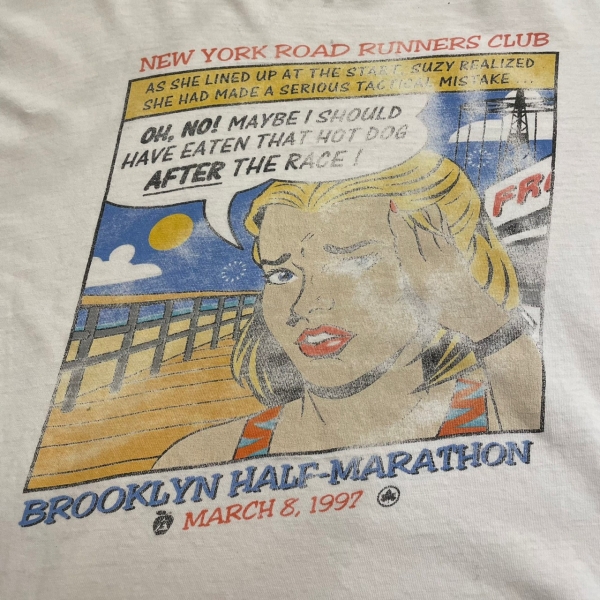 NEW YORK ROAD RUNNERS CLUB
AS SHE LINED UP AT THE START, SUZY REALIZED
SHE HAD MADE A SERIOUS TACTICAL MISTAKE...
OH, NO! MAYBE I SHOULD
HAVE EATEN THAT HOT DOG
AFTER THE RACE!
FR
BROOKLYN HALF-MARATHON
MARCH 8, 1997